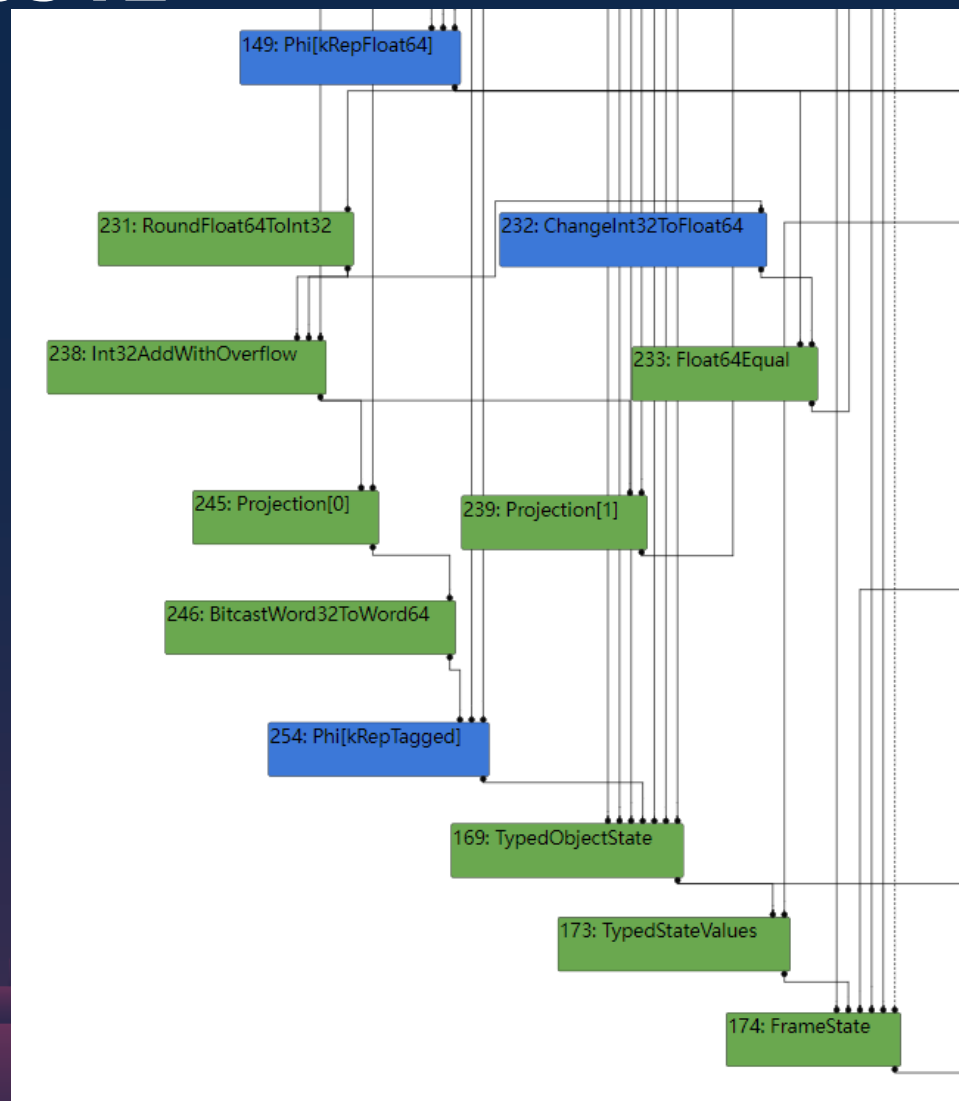 149: Phi[kRepFloat64]
231: RoundFloat64ToInt32
232: ChangeInt32ToFloat64
238: Int32AddWithOverflow
233: Float64Equal
245: Projection[0]
239: Projection[1]
246: BitcastWord32ToWord64
254: Phi[kRepTagged]
169: TypedObjectState
173: TypedStateValues
174: FrameState